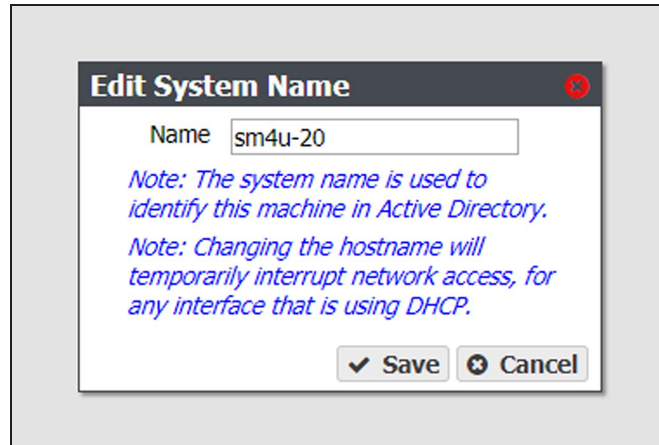 Edit System Name
Name sm4u-20
Note: The system name is used to
identify this machine in Active Directory.
Note: Changing the hostname will
temporarily interrupt network access, for
any interface that is using DHCP.
Save Cancel